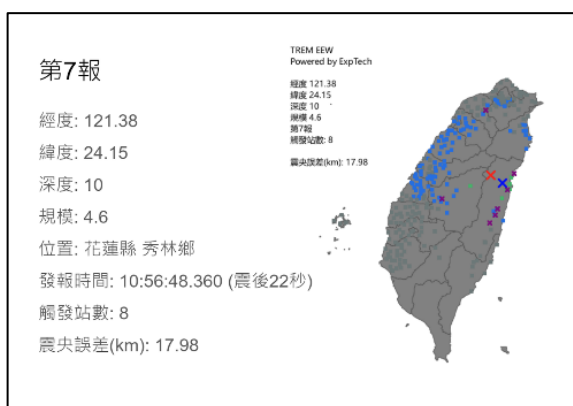 第7報
經度: 121.38
緯度: 24.15
深度: 10
規模: 4.6
位置: 花蓮縣 秀林鄉
發報時間: 10:56:48.360 (震後22秒)
觸發站數: 8
震央誤差(km): 17.98
TREM EEW
Powered by ExpTech
經度 121.38
緯度 24.15
深度 10
規模 4.6
第7報
觸發站數: 8
震央誤差(km): 17.98